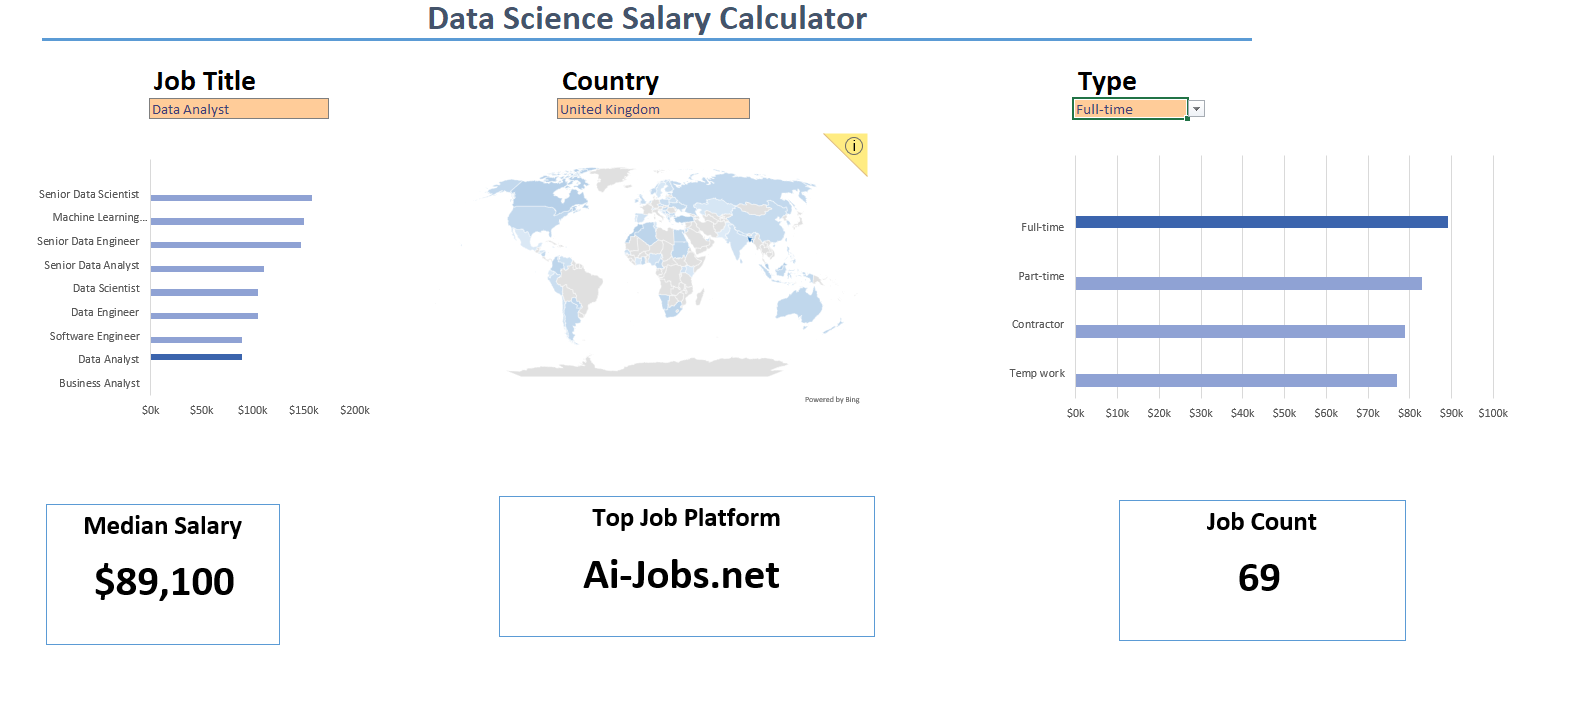 Data Science Salary Calculator
Job Title
Data Analyst
Country
United Kingdom
Type
Full-time
Senior Data Scientist
Machine Learning...
Senior Data Engineer
Senior Data Analyst
Data Scientist
Data Engineer
Software Engineer
Data Analyst
Business Analyst
$0k $50k $100k $150k $200k
i
Powered by Bing
Full-time
Part-time
Contractor
Temp work
$0k $10k $20k $30k $40k $50k $60k $70k $80k $90k $100k
Median Salary
$89,100
Top Job Platform
Ai-Jobs.net
Job Count
69